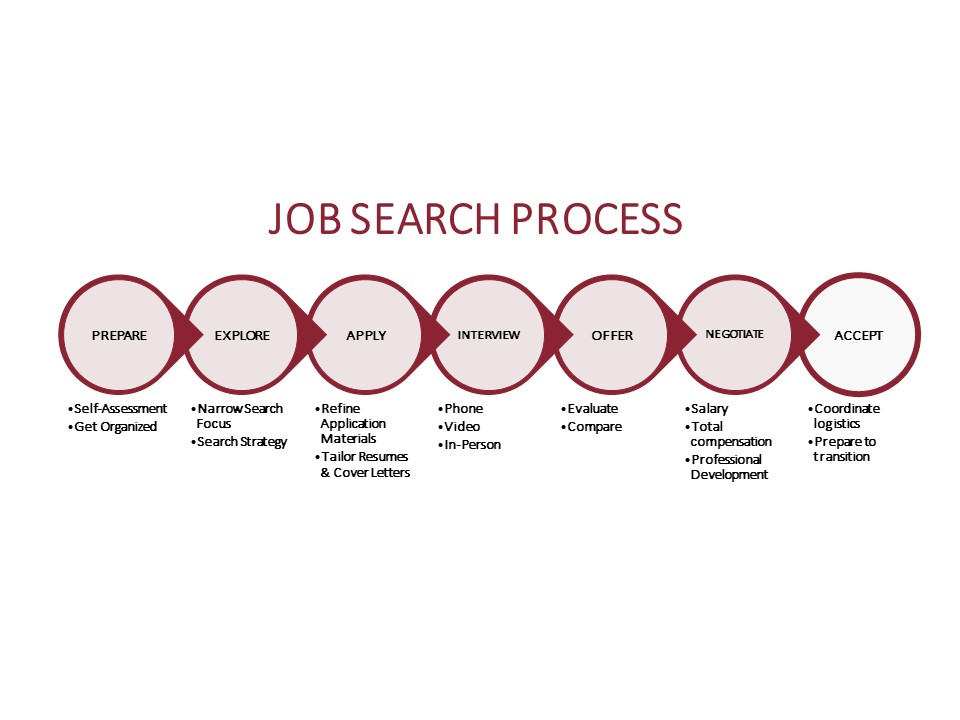 JOB SEARCH PROCESS
PREPARE
EXPLORE
APPLY
INTERVIEW
OFFER
NEGOTIATE
ACCEPT
•Self-Assessment
•Get Organized
•Narrow Search
Focus
•Search Strategy
•Refine
Application
Materials
•Tailor Resumes
& Cover Letters
•Phone
•Video
•In-Person
•Evaluate
•Compare
•Salary
•Total
compensation
•Professional
Development
•Coordinate
logistics
•Prepare to
transition